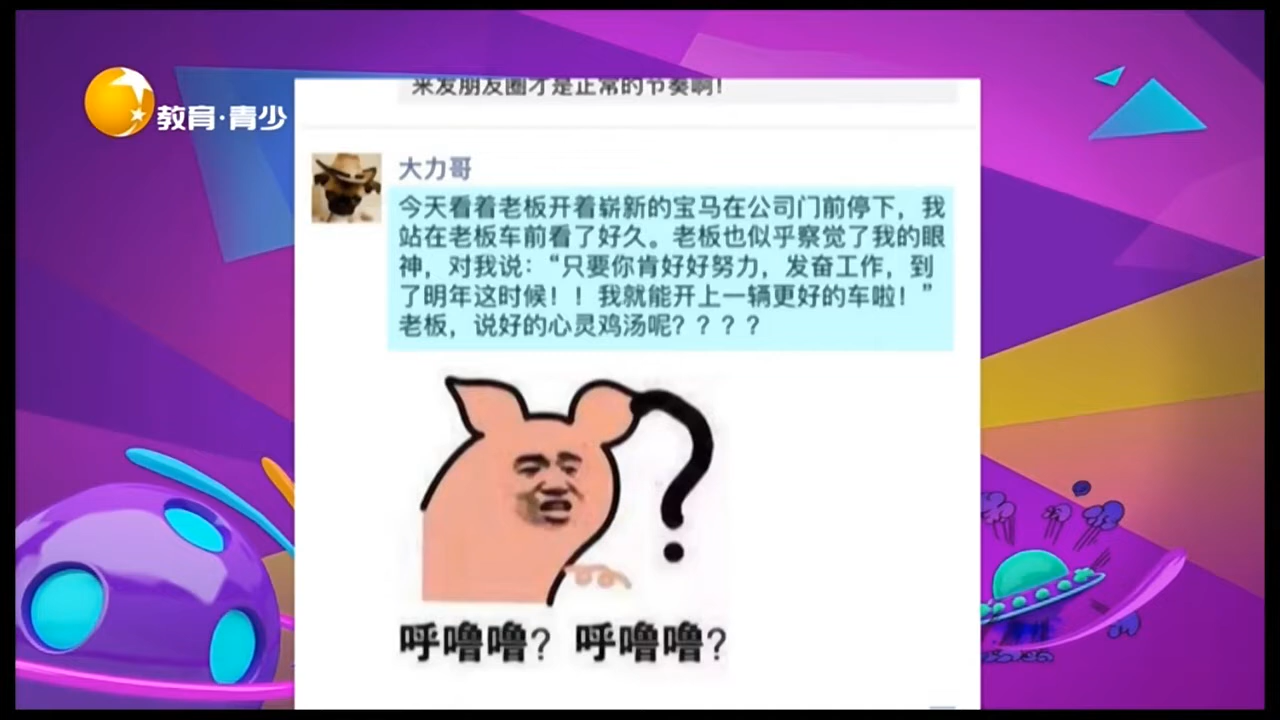 来发朋友圈才是正常的节奏啊!
教育·青少
大力哥
今天看着老板开着崭新的宝马在公司门前停下，我
站在老板车前看了好久。老板也似乎察觉了我的眼
神，对我说：“只要你肯好好努力，发奋工作，到
了明年这时候！！我就能开上一辆更好的车啦！”
老板，说好的心灵鸡汤呢？？？？
呼噜噜？ 呼噜噜？